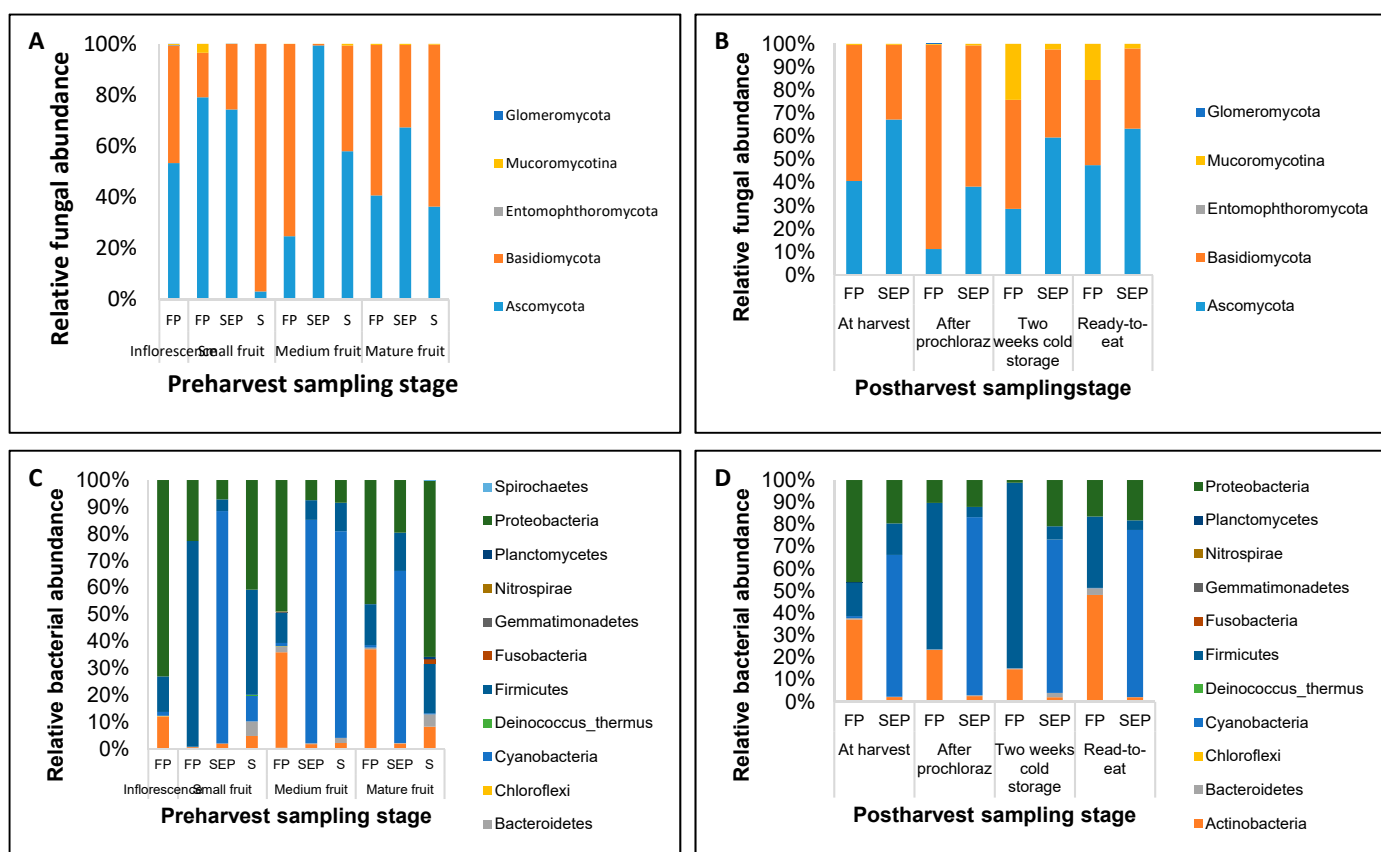 A
Relative fungal abundance
100%
80%
60%
40%
20%
0%
FP FP SEP S FP SEP S FP SEP S
Inflorescence Small fruit Medium fruit Mature fruit
Preharvest sampling stage
Glomeromycota
Mucoromycotina
Entomophthoromycota
Basidiomycota
Ascomycota
B
Relative fungal abundance
100%
90%
80%
70%
60%
50%
40%
30%
20%
10%
0%
FP SEP FP SEP FP SEP FP SEP
At harvest After Two Ready-to-
prochloraz weeks cold eat
storage
Postharvest samplingstage
Glomeromycota
Mucoromycotina
Entomophthoromycota
Basidiomycota
Ascomycota
C
Relative bacterial abundance
100%
90%
80%
70%
60%
50%
40%
30%
20%
10%
0%
FP FP SEP S FP SEP S FP SEP S
Inflorescence Small fruit Medium fruit Mature fruit
Preharvest sampling stage
Spirochaetes
Proteobacteria
Planctomycetes
Nitrospirae
Gemmatimonadetes
Fusobacteria
Firmicutes
Deinococcus_thermus
Cyanobacteria
Chloroflexi
Bacteroidetes
D
Relative bacterial abundance
100%
90%
80%
70%
60%
50%
40%
30%
20%
10%
0%
FP SEP FP SEP FP SEP FP SEP
At harvest After Two weeks Read-to-
prochloraz cold eat
storage
Postharvest sampling stage
Proteobacteria
Planctomycetes
Nitrospirae
Gemmatimonadetes
Fusobacteria
Firmicutes
Deinococcus_thermus
Cyanobacteria
Chloroflexi
Bacteroidetes
Actinobacteria